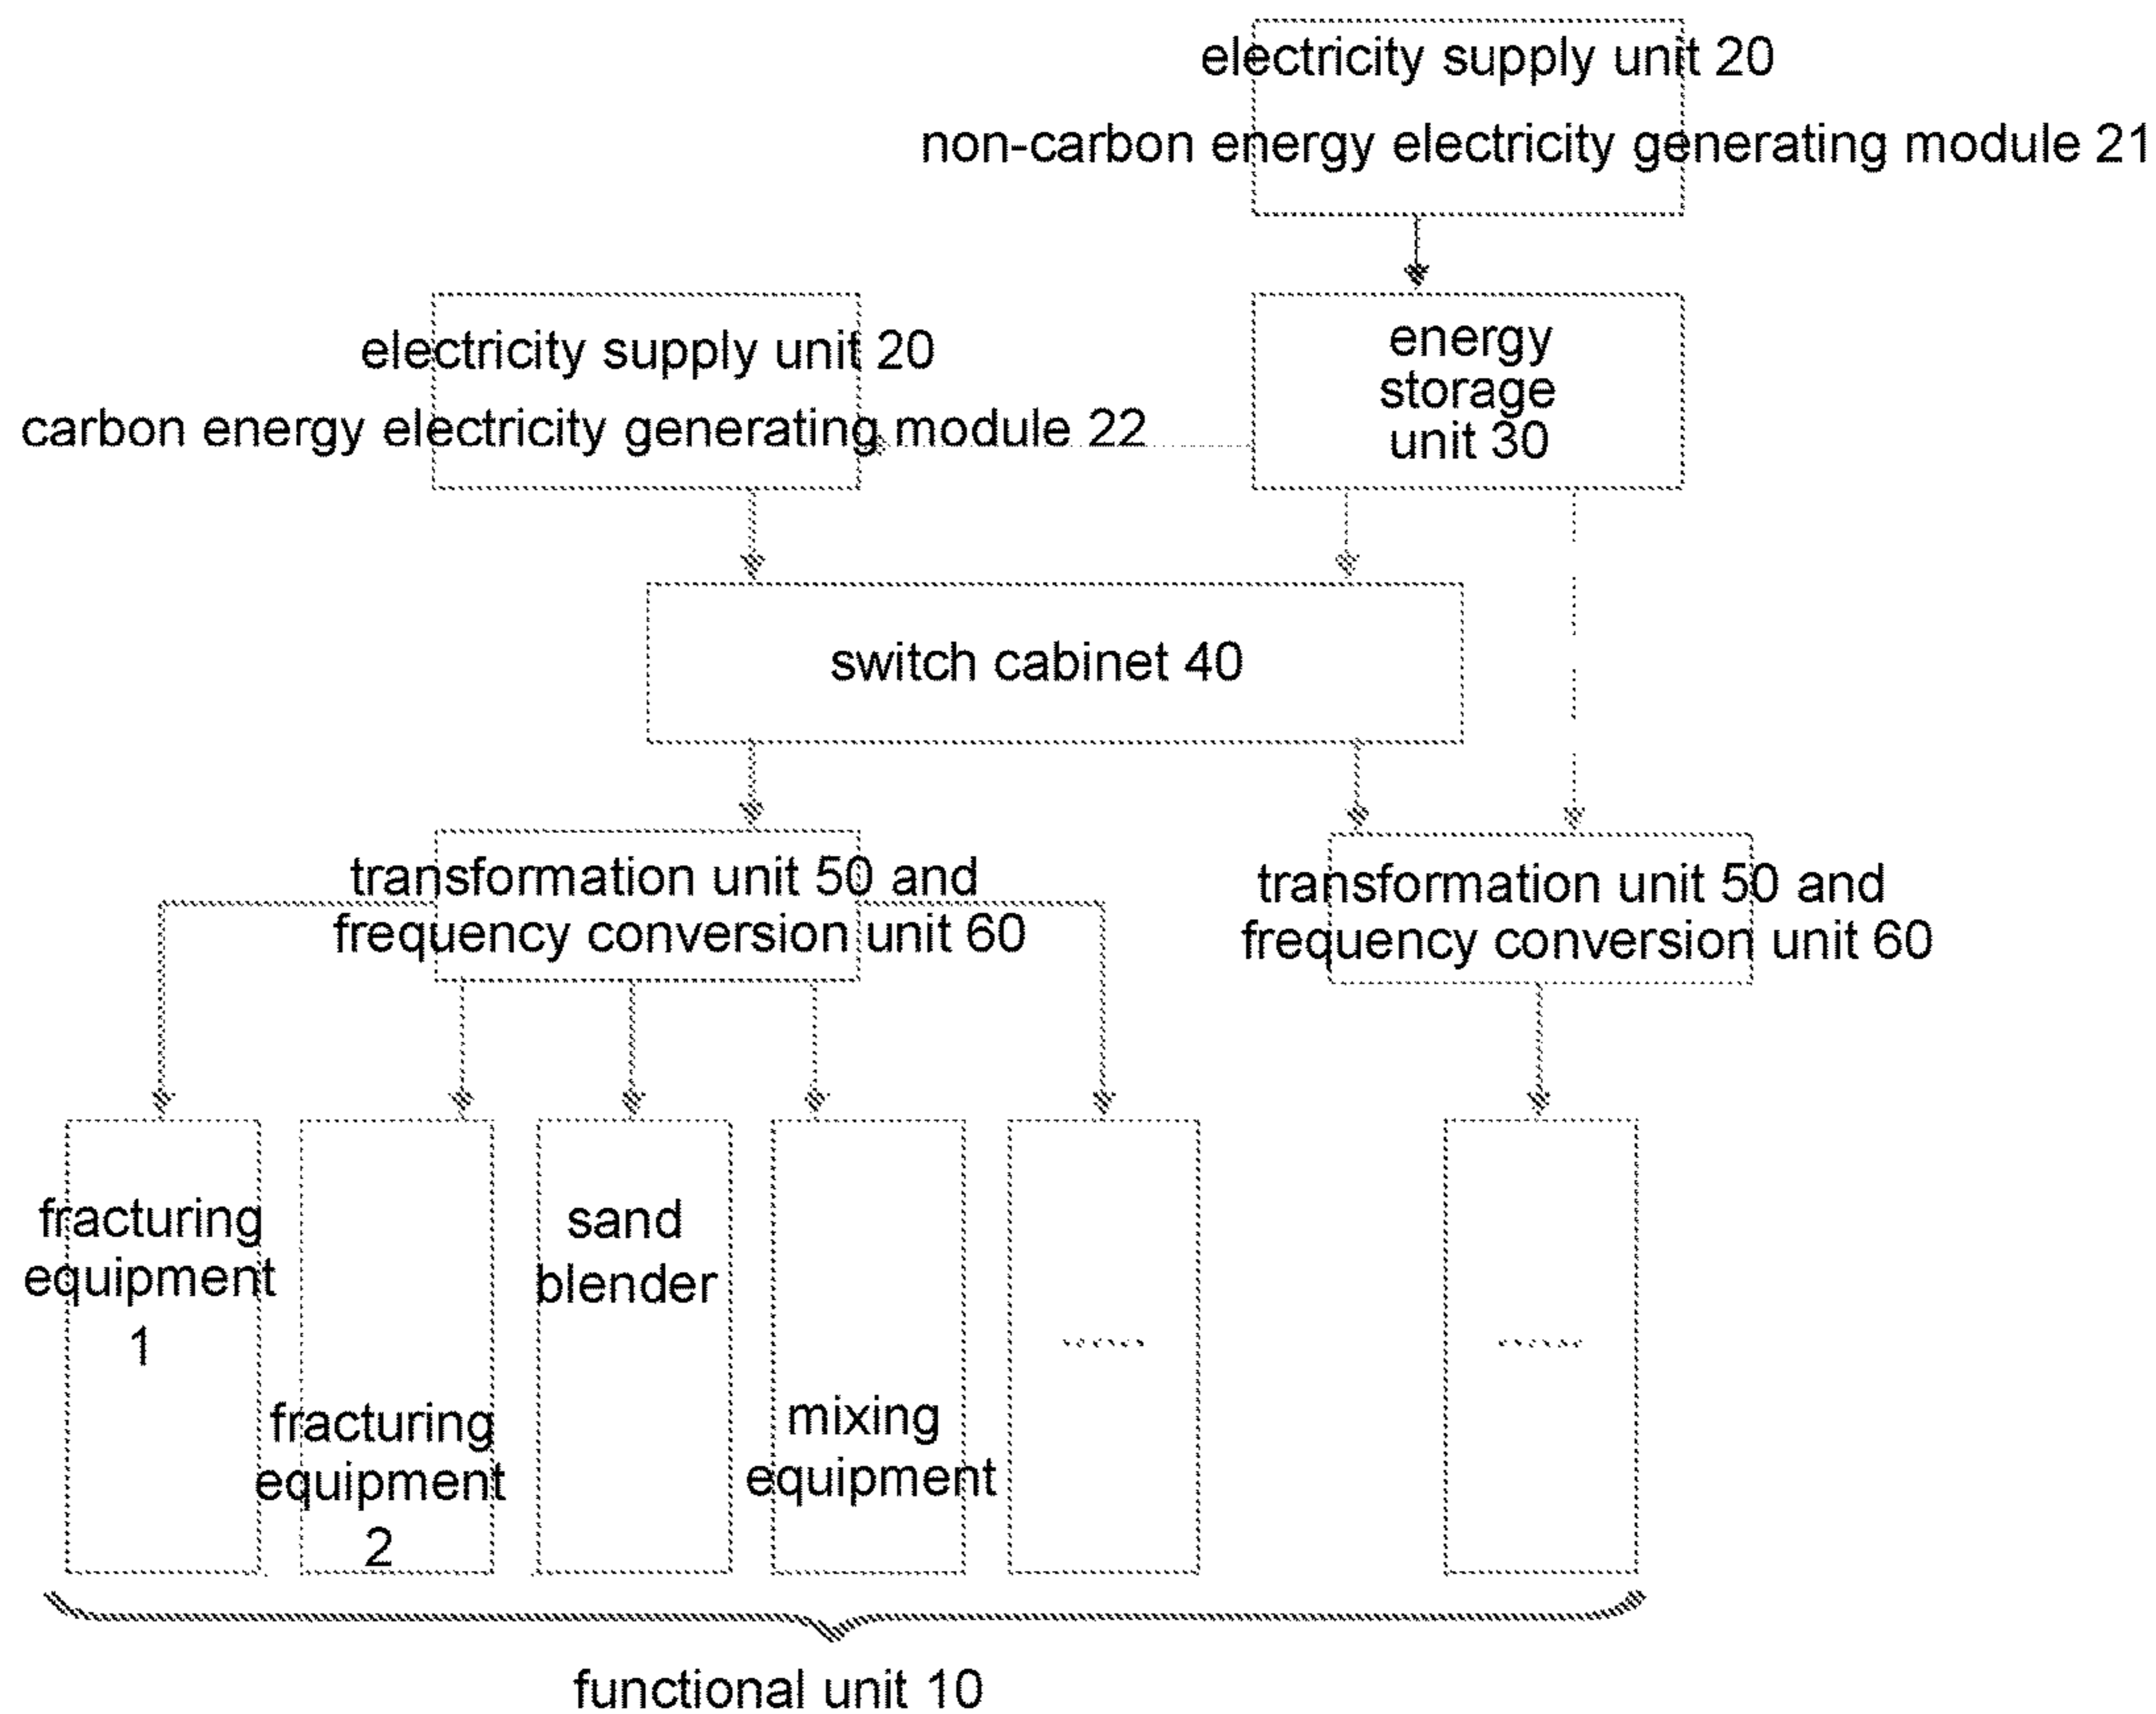 electricity supply unit 20
non-carbon energy electricity generating module 21
electricity supply unit 20
carbon energy electricity generating module 22
energy
storage
unit 30
switch cabinet 40
transformation unit 50 and
frequency conversion unit 60
transformation unit 50 and
frequency conversion unit 60
fracturing
equipment
1
fracturing
equipment
2
sand
blender
mixing
equipment
......
......
functional unit 10